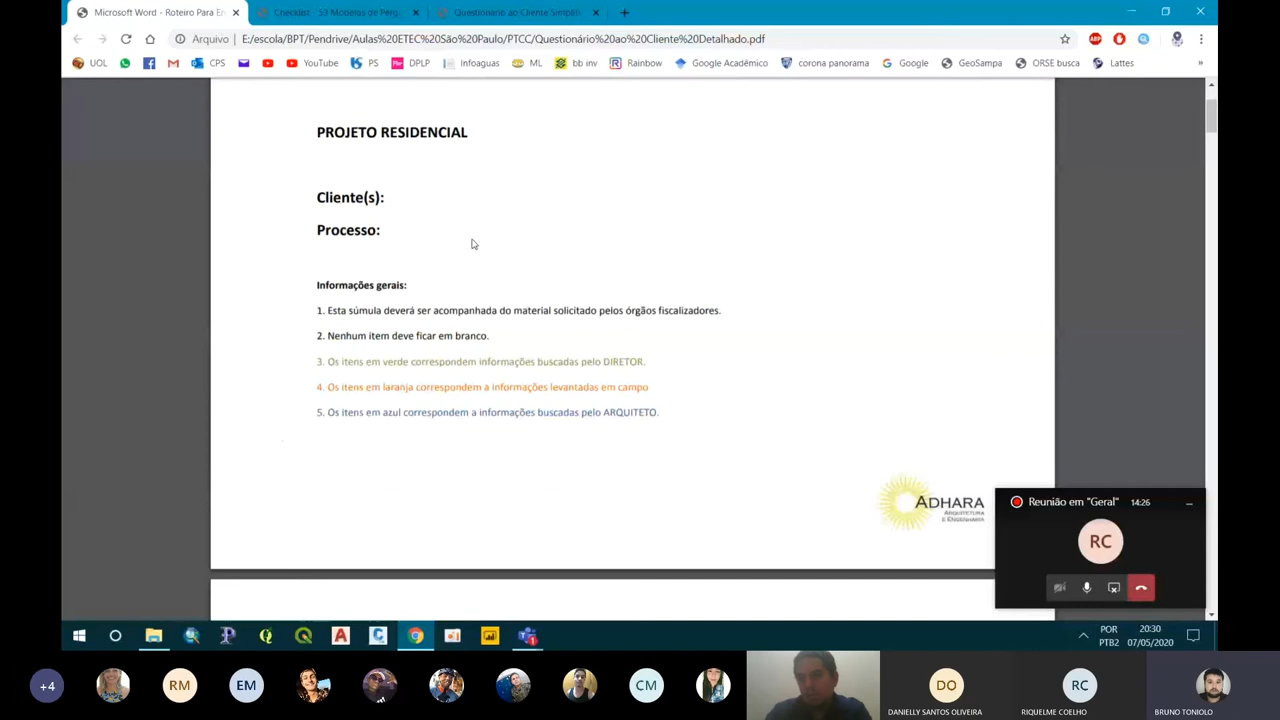 Microsoft Word - Roteiro Para En
Checklist - 53 Modelos de Perg
Questionário ao Cliente Simplifi
Arquivo
E:/escola/BPT/Pendrive/Aulas%20ETEC%20São%20Paulo/PTCC/Questionário%20ao%20Cliente%20Detalhado.pdf
ABP
UOL
CPS
YouTube
PS
DPLP
Infoaguas
ML
bb inv
Rainbow
Google Acadêmico
corona panorama
Google
GeoSampa
ORSE busca
Lattes
»
PROJETO RESIDENCIAL
Cliente(s):
Processo:
Informações gerais:
1. Esta súmula deverá ser acompanhada do material solicitado pelos órgãos fiscalizadores.
2. Nenhum item deve ficar em branco.
3. Os itens em verde correspondem informações buscadas pelo DIRETOR.
4. Os itens em laranja correspondem a informações levantadas em campo
5. Os itens em azul correspondem a informações buscadas pelo ARQUITETO.
ADHARA
ARQUITETURA
E ENGENHARIA
Reunião em "Geral"
14:26
RC
POR
PTB2
20:30
07/05/2020
+4
RM
EM
CM
DO
DANIELLY SANTOS OLIVEIRA
RC
RIQUELME COELHO
BRUNO TONIOLO